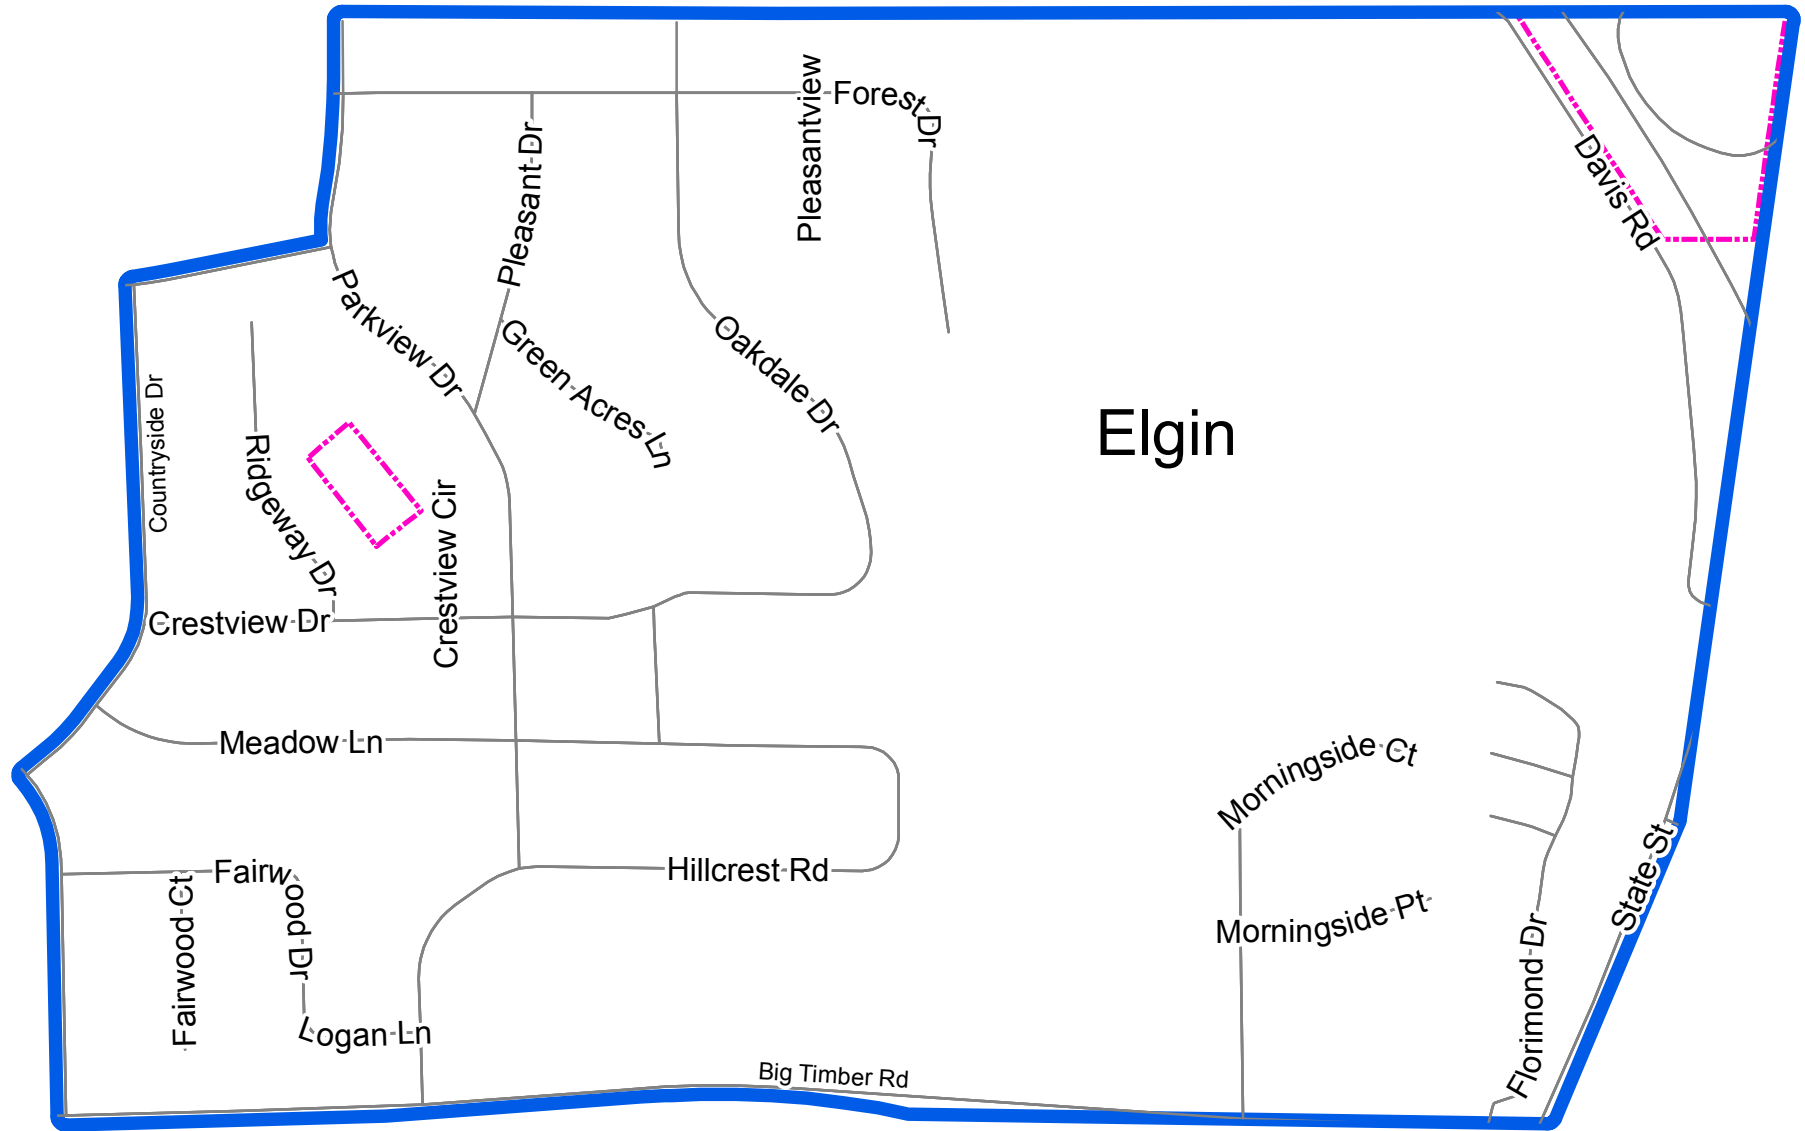 Pleasantview
Forest Dr
Pleasant Dr
Davis Rd
Parkview Dr
Green Acres Ln
Oakdale Dr
Countryside Dr
Elgin
Ridgeway Dr
Crestview Cir
Crestview Dr
Meadow Ln
Morningside Ct
Hillcrest Rd
Fairwood Dr
Fairwood Ct
State St
Morningside Pt
Florimond Dr
Logan Ln
Big Timber Rd